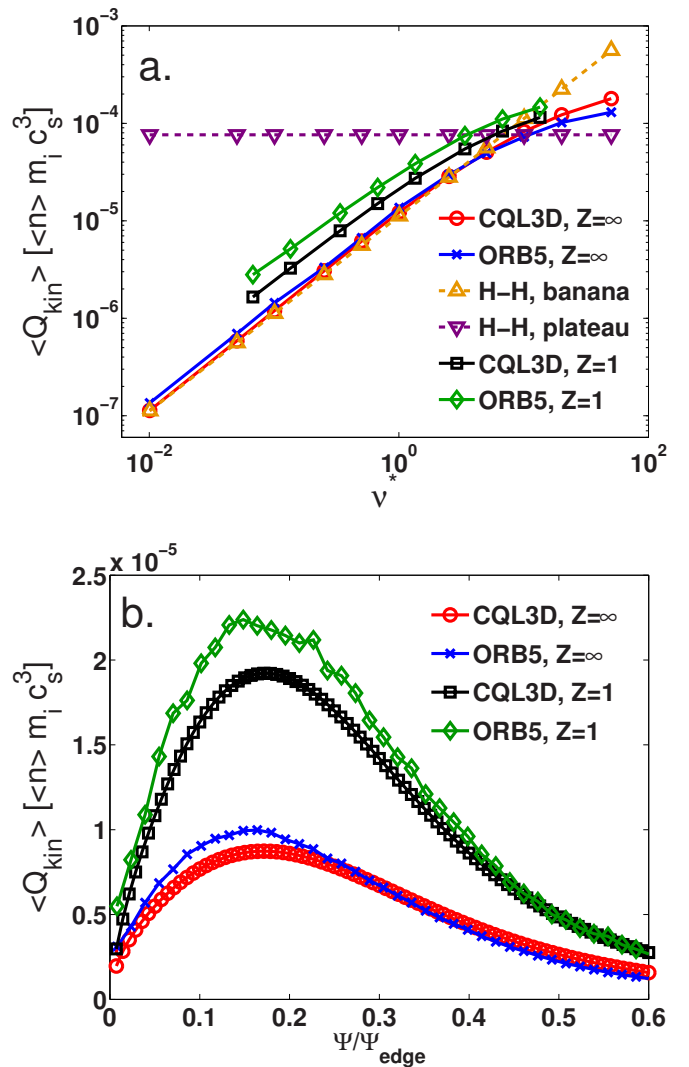 a.
10^-3
10^-4
10^-5
10^-6
10^-7
<Q_kin> [<n> m_i c_s^3]
CQL3D, Z=∞
ORB5, Z=∞
H−H, banana
H−H, plateau
CQL3D, Z=1
ORB5, Z=1
10^-2 10^0 10^2
ν*
x 10^-5
b.
2.5
2
1.5
1
0.5
0
<Q_kin> [<n> m_i c_s^3]
CQL3D, Z=∞
ORB5, Z=∞
CQL3D, Z=1
ORB5, Z=1
0 0.1 0.2 0.3 0.4 0.5 0.6
Ψ/Ψ_edge